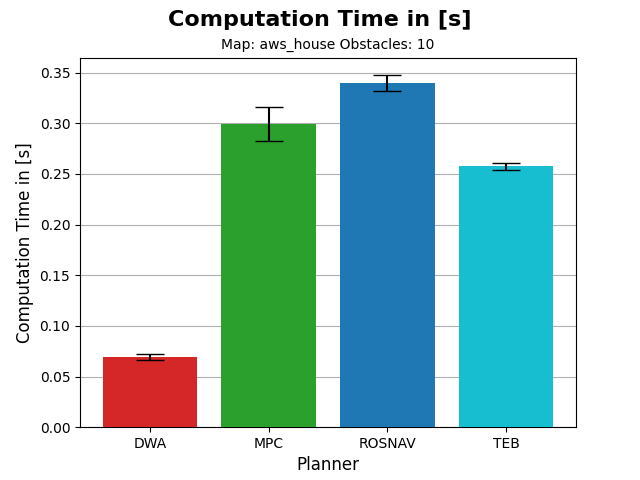 Computation Time in [s]
Map: aws_house Obstacles: 10
Computation Time in [s]
0.35
0.30
0.25
0.20
0.15
0.10
0.05
0.00
DWA
MPC
ROSNAV
TEB
Planner